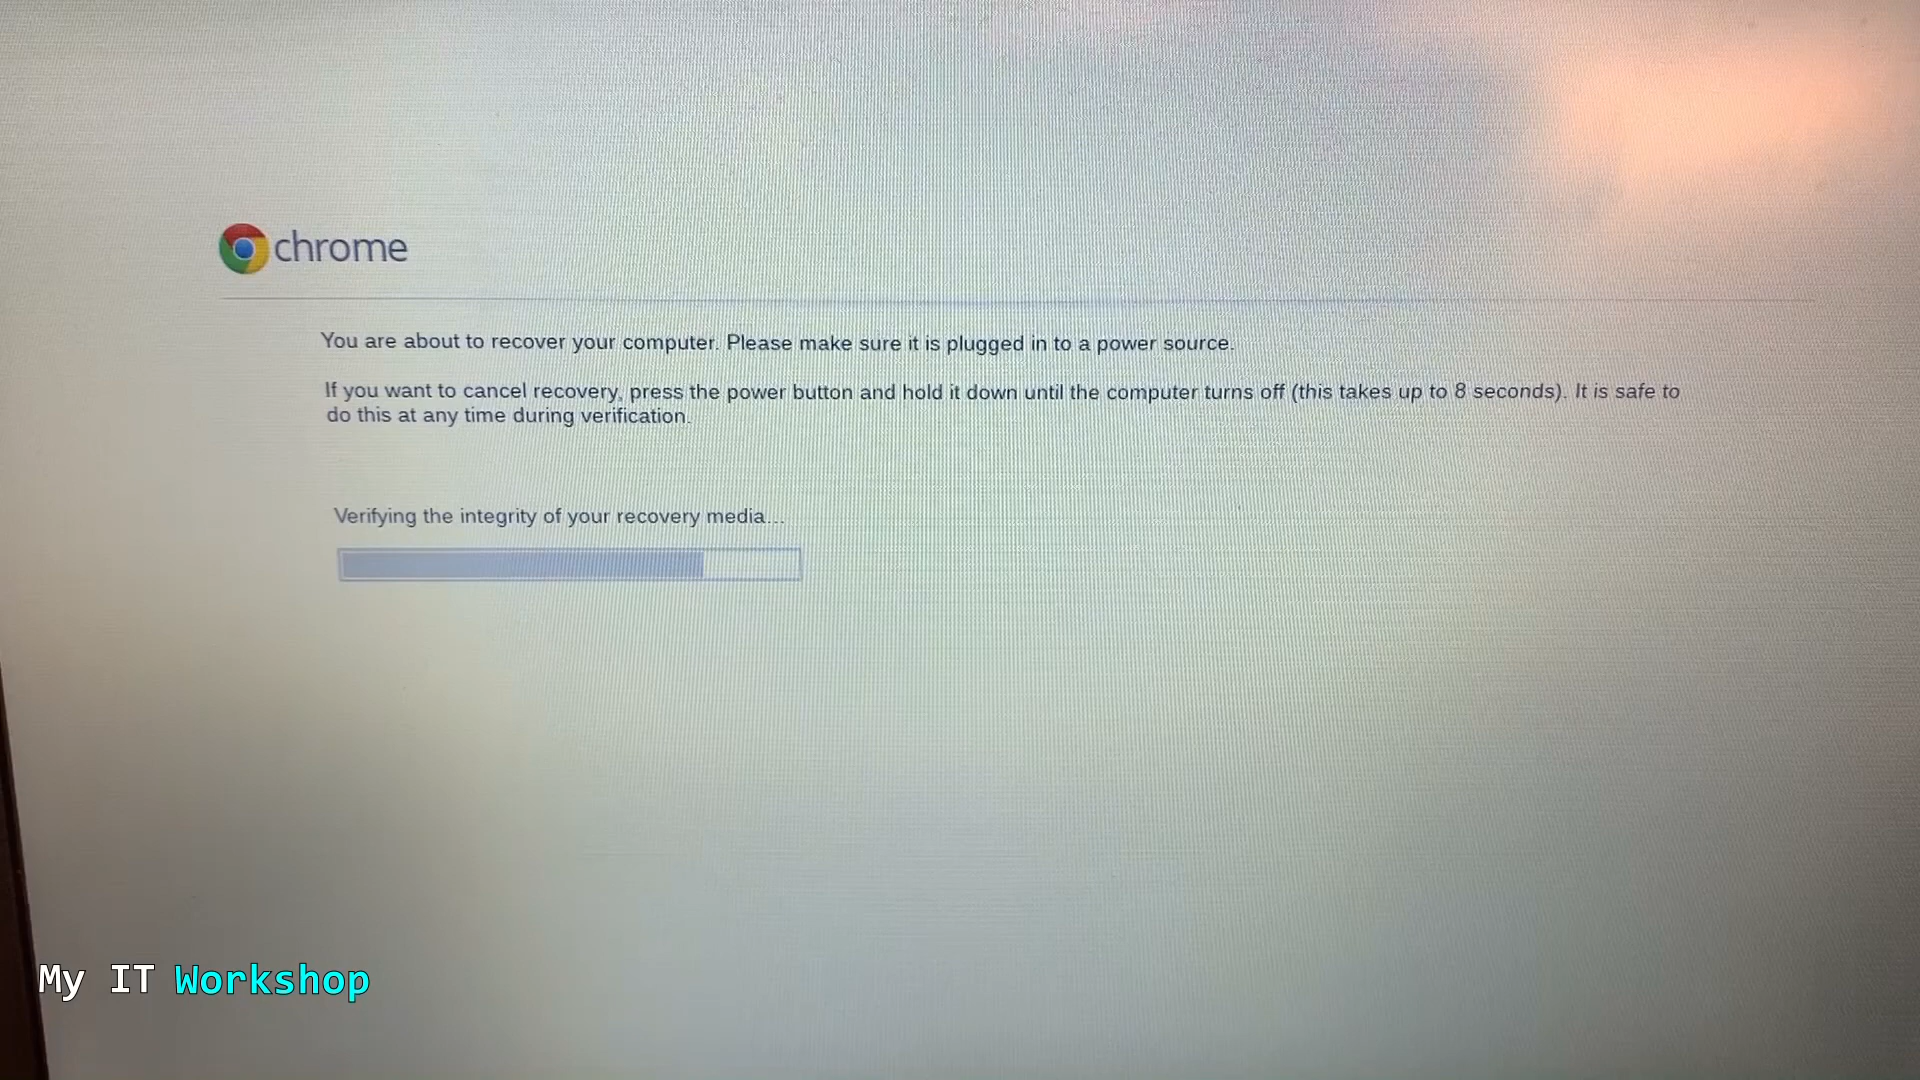 chrome
You are about to recover your computer. Please make sure it is plugged in to a power source.
If you want to cancel recovery, press the power button and hold it down until the computer turns off (this takes up to 8 seconds). It is safe to
do this at any time during verification.
Verifying the integrity of your recovery media...
My IT Workshop